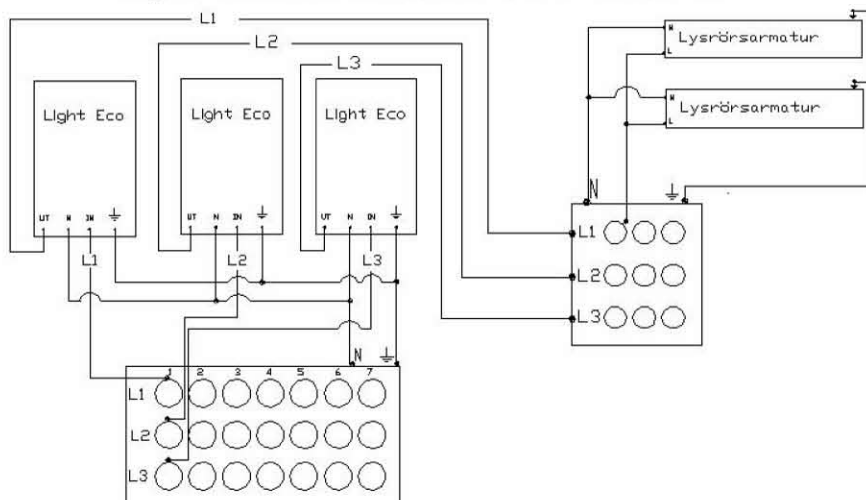 L1
L2
L3
Light Eco
UT N IN
Light Eco
UT N IN
Light Eco
UT N IN
L1
L2
L3
N
1 2 3 4 5 6 7
L1
L2
L3
N
L
Lysrörsarmatur
N
L
Lysrörsarmatur
N
L1
L2
L3